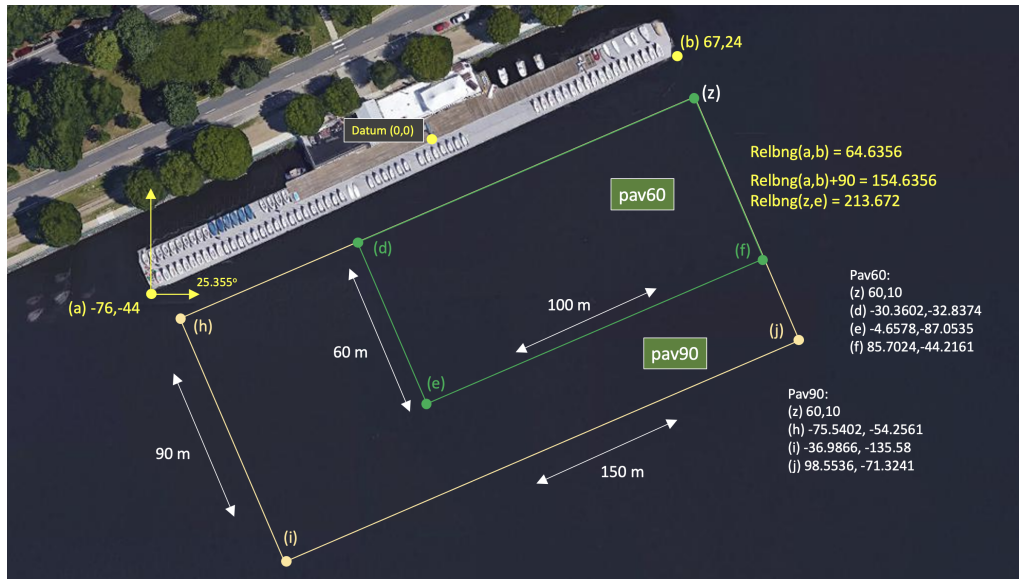 (b) 67,24
(z)
Datum (0,0)
Relbng(a,b) = 64.6356
Relbng(a,b)+90 = 154.6356
Relbng(z,e) = 213.672
pav60
(d)
(f)
25.355º
(a) -76,-44
(h)
100 m
60 m
pav90
(j)
Pav60:
(z) 60,10
(d) -30.3602,-32.8374
(e) -4.6578,-87.0535
(f) 85.7024,-44.2161
(e)
90 m
150 m
Pav90:
(z) 60,10
(h) -75.5402, -54.2561
(i) -36.9866, -135.58
(j) 98.5536, -71.3241
(i)